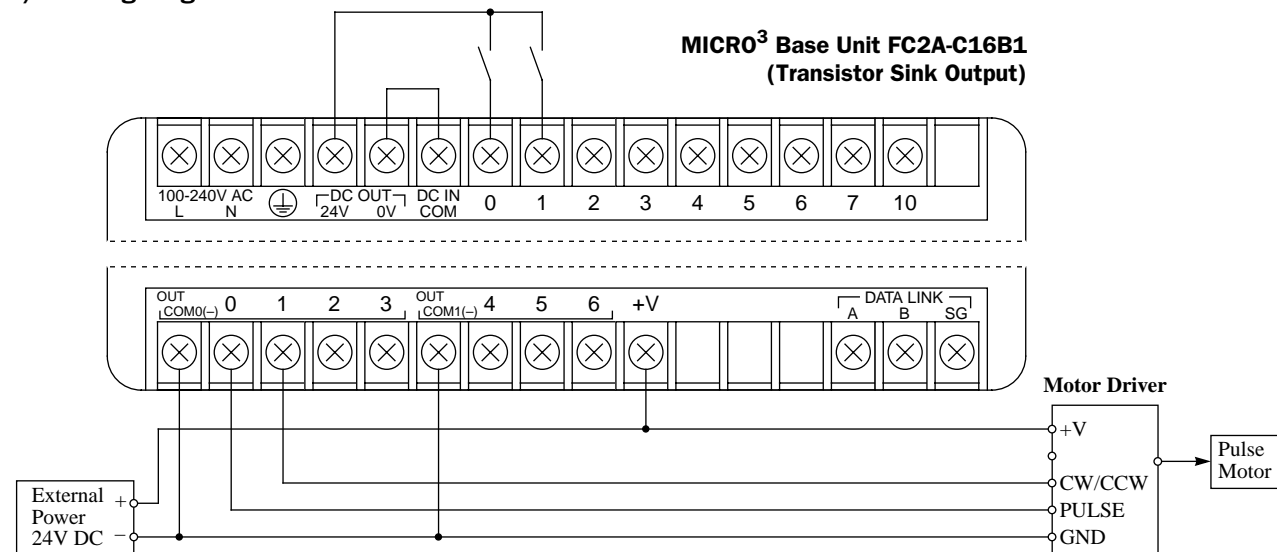 MICRO³ Base Unit FC2A-C16B1
(Transistor Sink Output)
100-240V AC DC OUT DC IN
L N 24V 0V COM 0 1 2 3 4 5 6 7 10
OUT COM0(–) 0 1 2 3 OUT COM1(–) 4 5 6 +V DATA LINK
A B SG
Motor Driver
+V
CW/CCW
PULSE
GND
Pulse
Motor
External +
Power
24V DC –